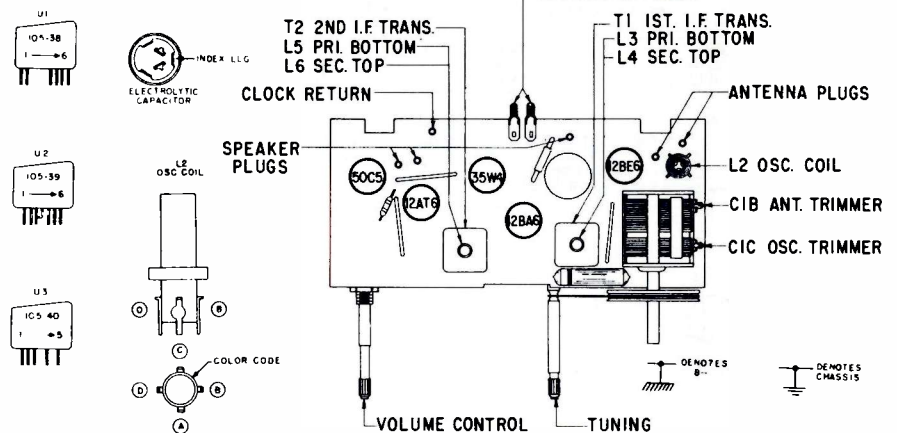 U1
105-38
1 → 6
INDEX LUG
ELECTROLYTIC
CAPACITOR
T2 2ND I.F. TRANS.
L5 PRI. BOTTOM
L6 SEC. TOP
T1 1ST. I.F. TRANS.
L3 PRI. BOTTOM
L4 SEC. TOP
CLOCK RETURN
ANTENNA PLUGS
SPEAKER
PLUGS
U2
105-39
1 → 6
L2
OSC COIL
50C5
12AT6
35W4
12BA6
12BE6
L2 OSC. COIL
C1B ANT. TRIMMER
C1C OSC. TRIMMER
U3
105 40
1 → 5
D
B
C
COLOR CODE
D
B
A
DENOTES
B-
DENOTES
CHASSIS
VOLUME CONTROL
TUNING